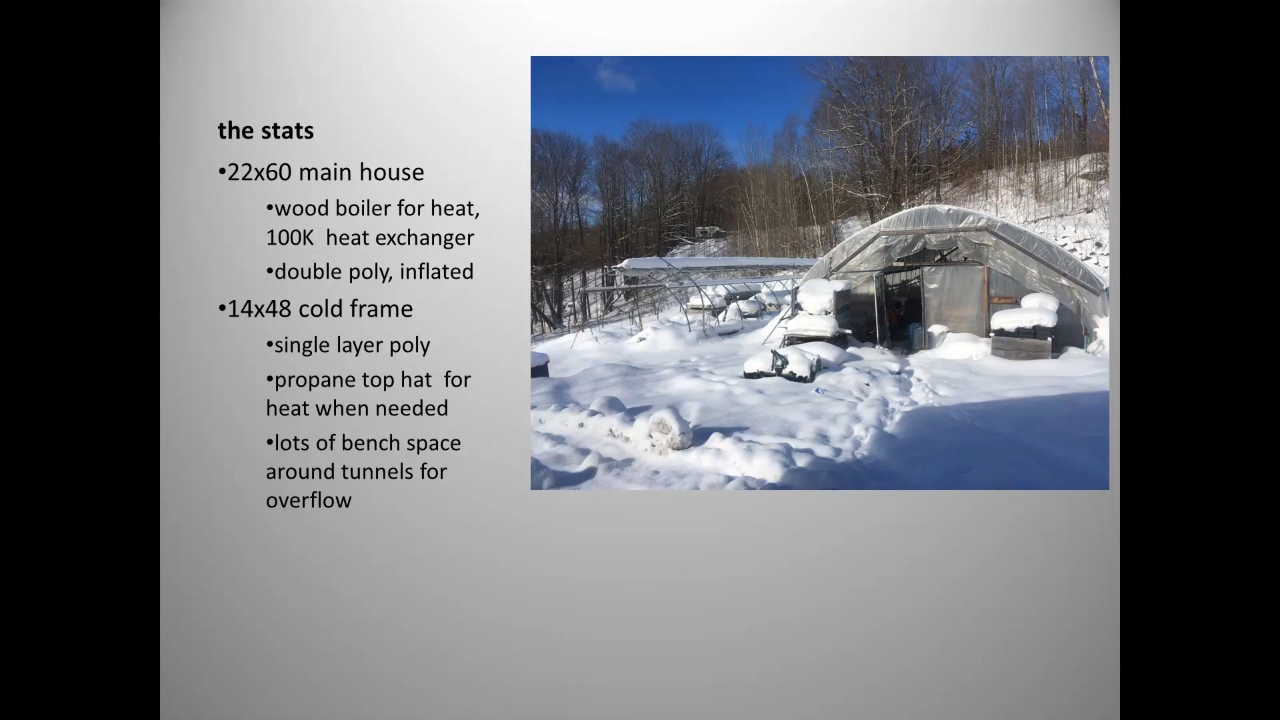 the stats
•22x60 main house
•wood boiler for heat,
100K  heat exchanger
•double poly, inflated
•14x48 cold frame
•single layer poly
•propane top hat  for
heat when needed
•lots of bench space
around tunnels for
overflow